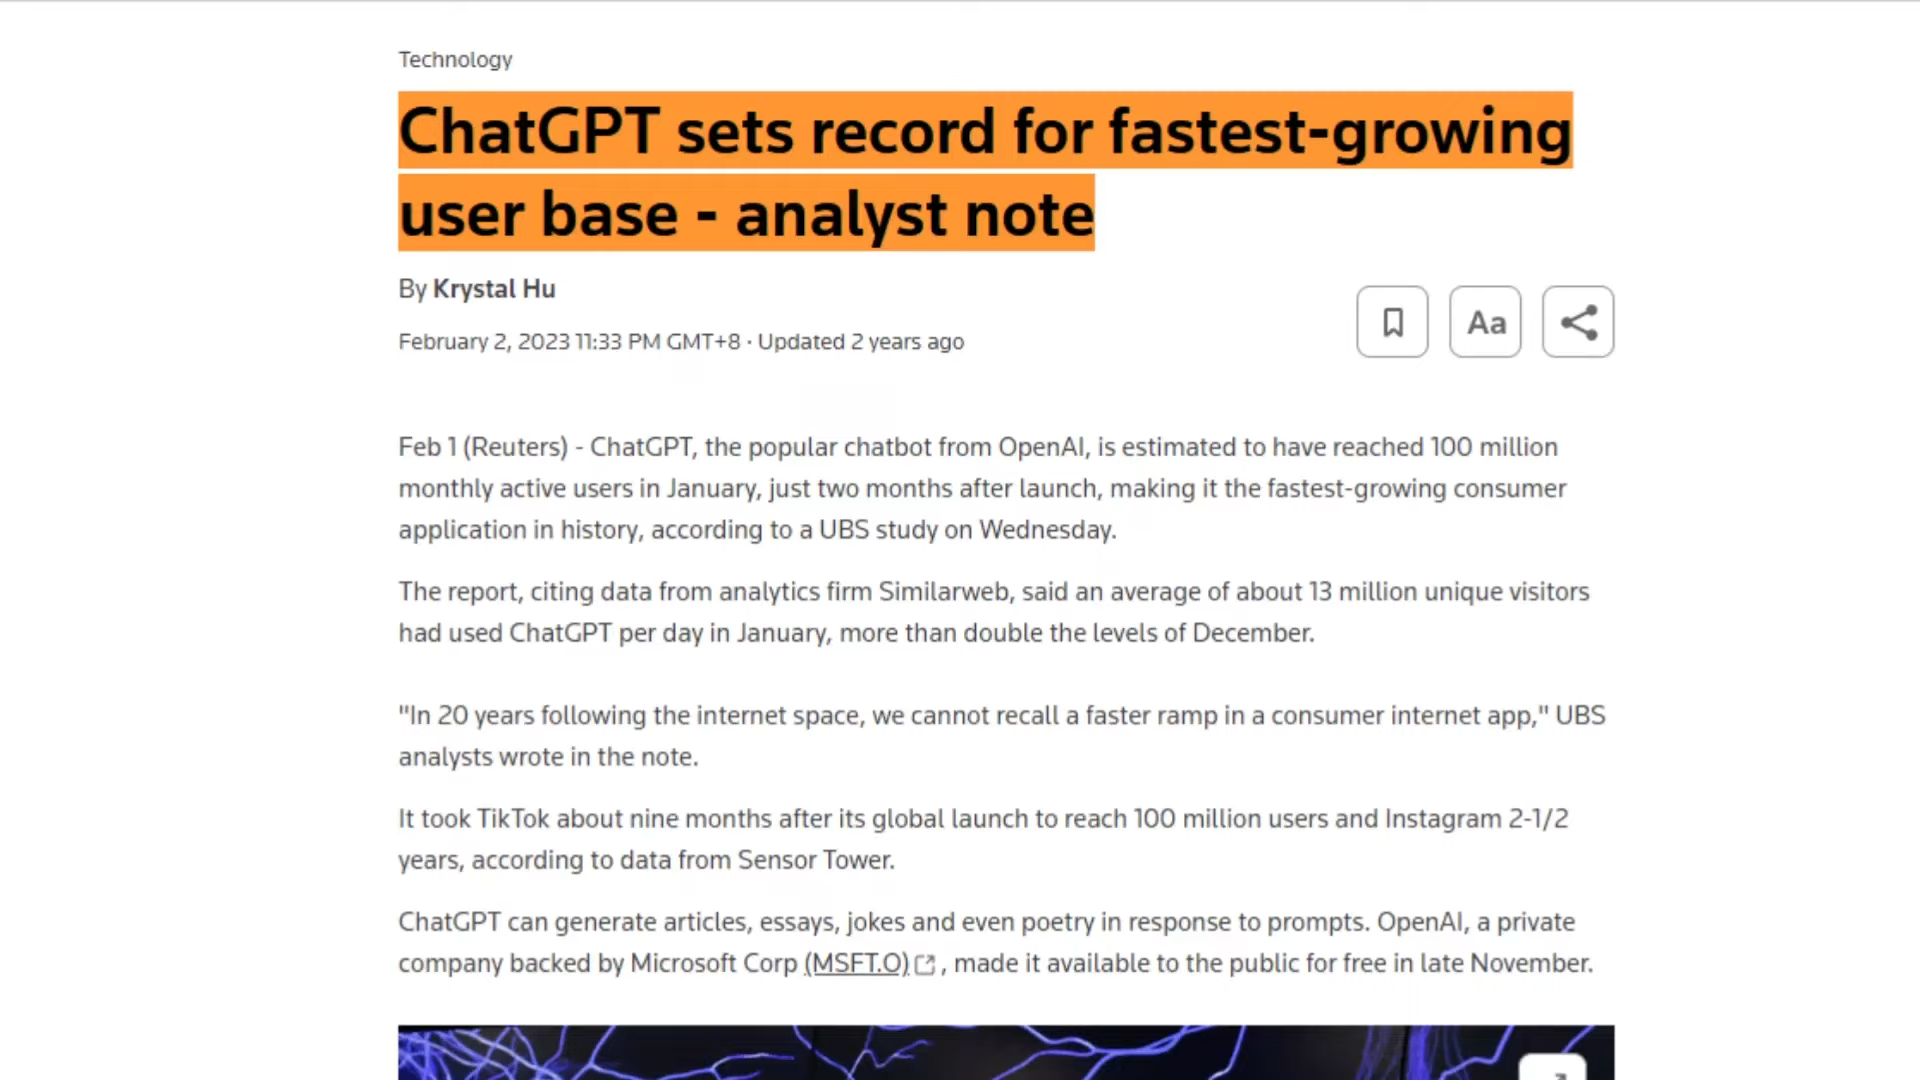 Technology
ChatGPT sets record for fastest-growing
user base - analyst note
By Krystal Hu
February 2, 2023 11:33 PM GMT+8 · Updated 2 years ago
Aa
Feb 1 (Reuters) - ChatGPT, the popular chatbot from OpenAI, is estimated to have reached 100 million
monthly active users in January, just two months after launch, making it the fastest-growing consumer
application in history, according to a UBS study on Wednesday.
The report, citing data from analytics firm Similarweb, said an average of about 13 million unique visitors
had used ChatGPT per day in January, more than double the levels of December.
"In 20 years following the internet space, we cannot recall a faster ramp in a consumer internet app," UBS
analysts wrote in the note.
It took TikTok about nine months after its global launch to reach 100 million users and Instagram 2-1/2
years, according to data from Sensor Tower.
ChatGPT can generate articles, essays, jokes and even poetry in response to prompts. OpenAI, a private
company backed by Microsoft Corp (MSFT.O) , made it available to the public for free in late November.